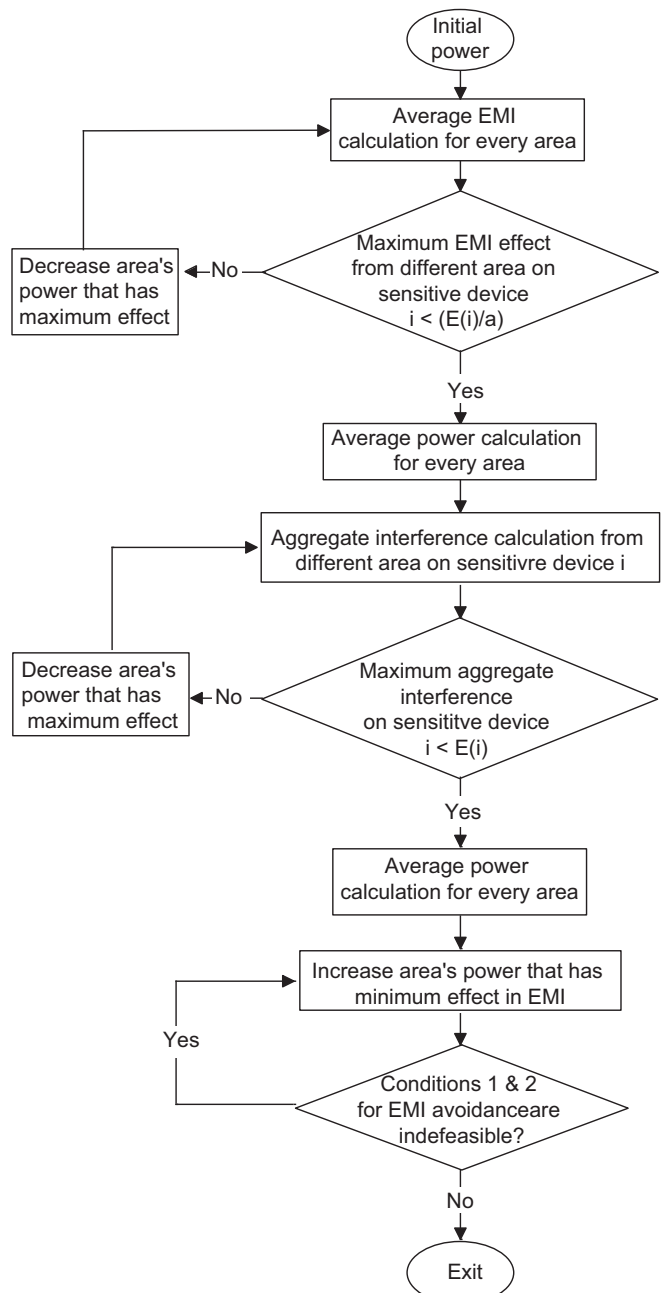 Initial
power
Average EMI
calculation for every area
Maximum EMI effect
from different area on
sensitive device
i < (E(i)/a)
No
Decrease area's
power that has
maximum effect
Yes
Average power calculation
for every area
Aggregate interference calculation from
different area on sensitivre device i
Maximum aggregate
interference
on sensititve device
i < E(i)
No
Decrease area's
power that has
maximum effect
Yes
Average power
calculation for every area
Increase area's power that has
minimum effect in EMI
Yes
Conditions 1 & 2
for EMI avoidanceare
indefeasible?
No
Exit